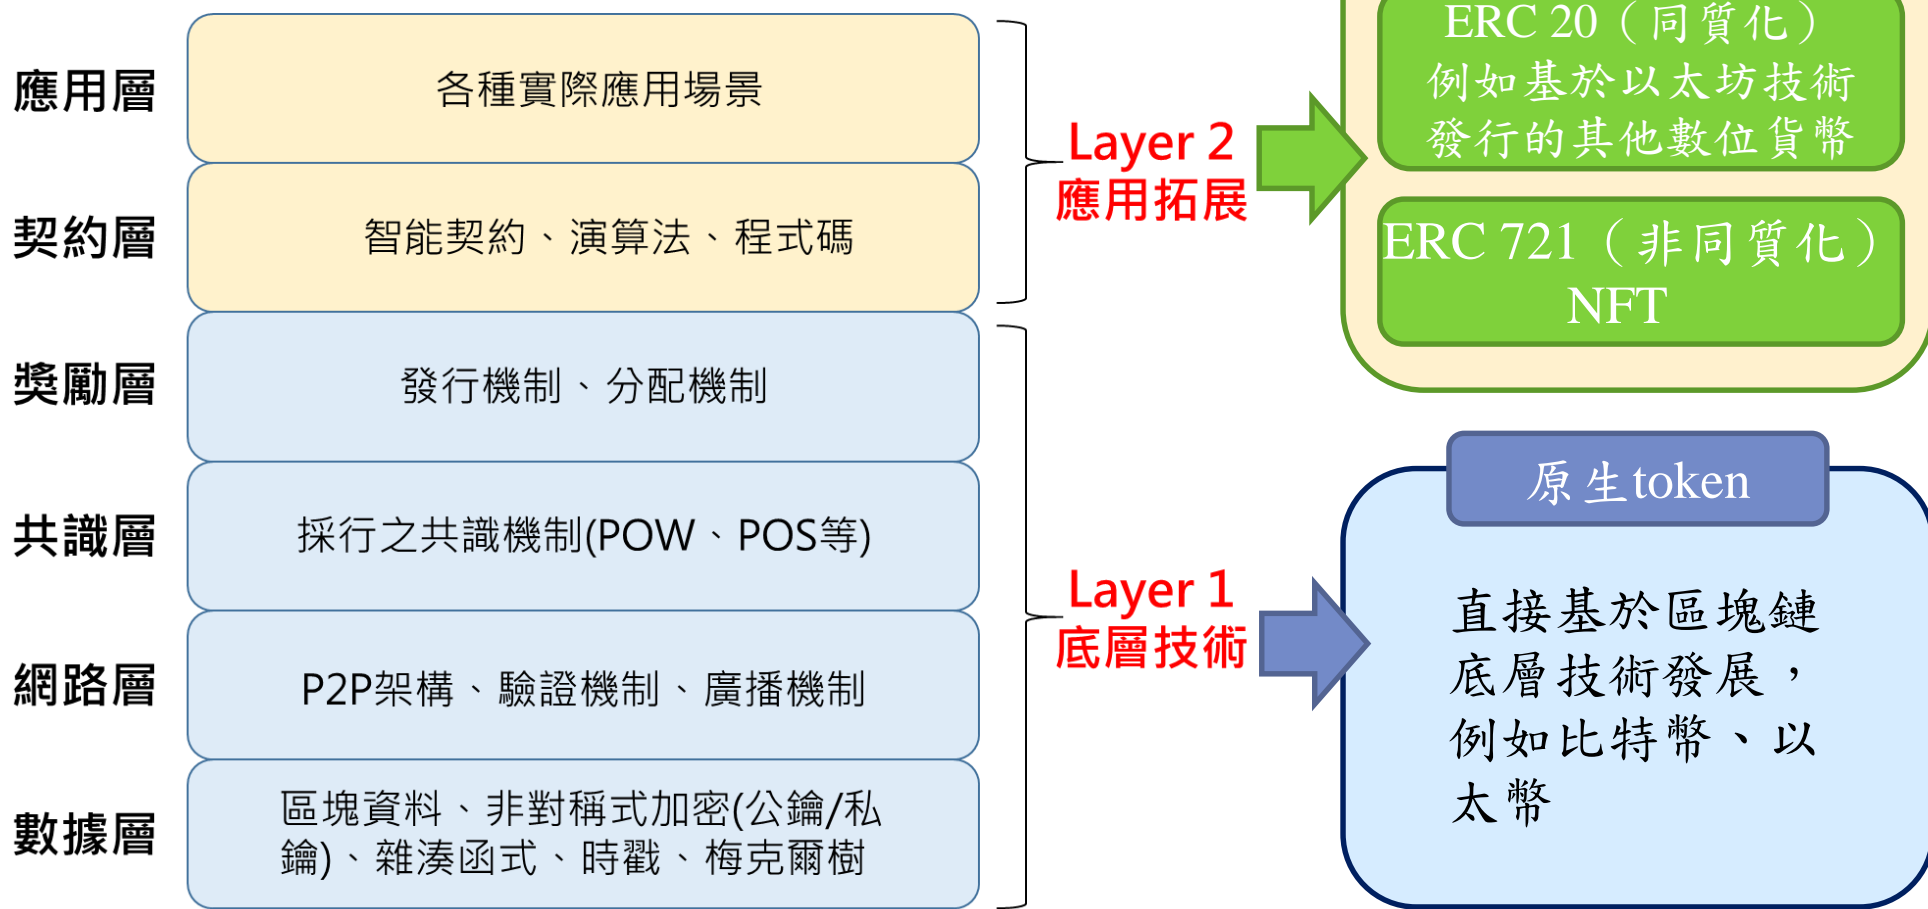 應用層
各種實際應用場景
契約層
智能契約、演算法、程式碼
獎勵層
發行機制、分配機制
共識層
採行之共識機制(POW、POS等)
網路層
P2P架構、驗證機制、廣播機制
數據層
區塊資料、非對稱式加密(公鑰/私
鑰)、雜湊函式、時戳、梅克爾樹
Layer 2
應用拓展
Layer 1
底層技術
ERC 20（同質化）
例如基於以太坊技術
發行的其他數位貨幣
ERC 721（非同質化）
NFT
原生token
直接基於區塊鏈
底層技術發展，
例如比特幣、以
太幣